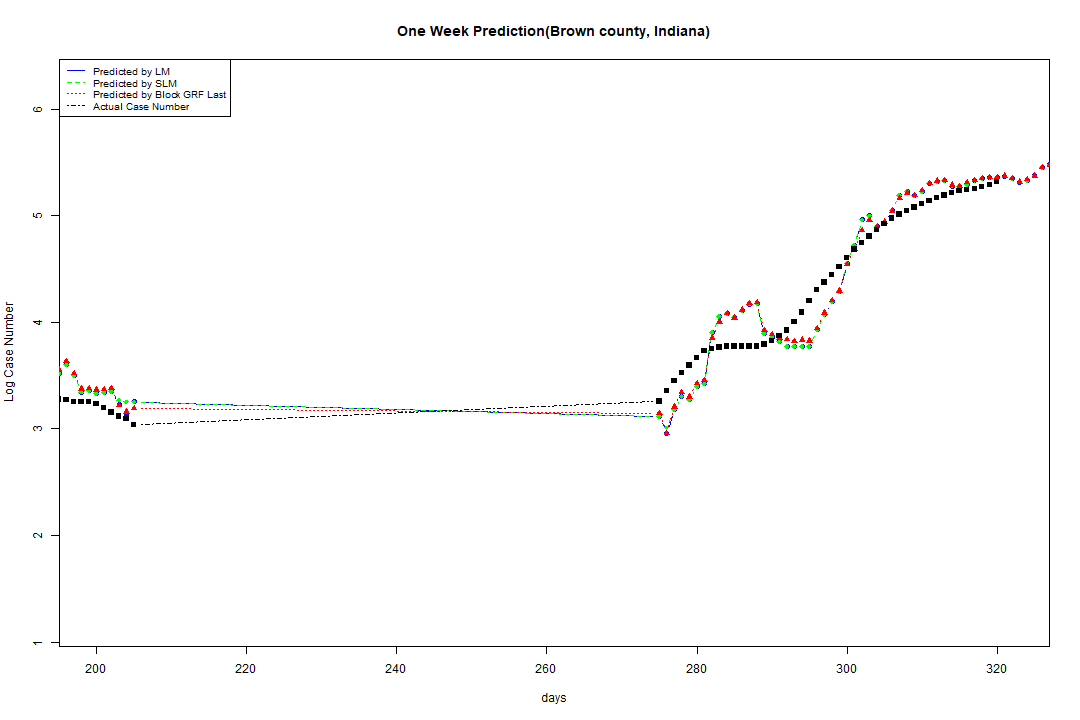 One Week Prediction(Brown county, Indiana)
Predicted by LM
Predicted by SLM
Predicted by Block GRF Last
Actual Case Number
6
5
4
3
2
1
Log Case Number
200 220 240 260 280 300 320
days